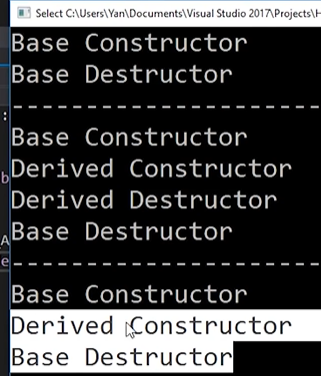 Select C:\Users\Yan\Documents\Visual Studio 2017\Projects\H
Base Constructor
Base Destructor
--------------------
Base Constructor
Derived Constructor
Derived Destructor
Base Destructor
--------------------
Base Constructor
Derived Constructor
Base Destructor